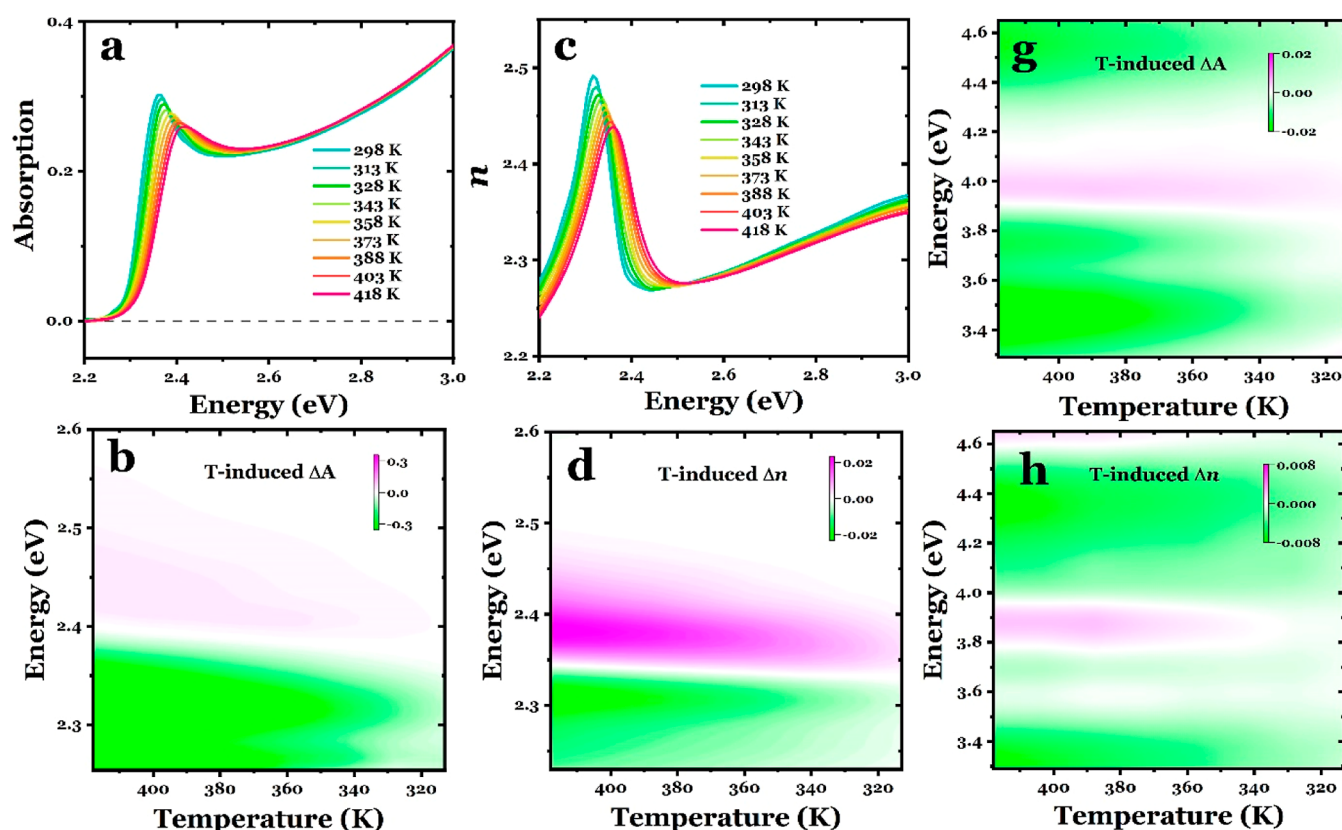 a
Absorption
0.4
0.2
0.0
298 K
313 K
328 K
343 K
358 K
373 K
388 K
403 K
418 K
2.2 2.4 2.6 2.8 3.0
Energy (eV)
c
n
2.5
2.4
2.3
2.2
298 K
313 K
328 K
343 K
358 K
373 K
388 K
403 K
418 K
2.2 2.4 2.6 2.8 3.0
Energy (eV)
g
T-induced ΔA
0.02
0.00
-0.02
Energy (eV)
4.6
4.4
4.2
4.0
3.8
3.6
3.4
400 380 360 340 320
Temperature (K)
b
T-induced ΔA
0.3
0.0
-0.3
Energy (eV)
2.6
2.5
2.4
2.3
400 380 360 340 320
Temperature (K)
d
T-induced Δn
0.02
0.00
-0.02
Energy (eV)
2.6
2.5
2.4
2.3
400 380 360 340 320
Temperature (K)
h
T-induced Δn
0.008
0.000
-0.008
Energy (eV)
4.6
4.4
4.2
4.0
3.8
3.6
3.4
400 380 360 340 320
Temperature (K)